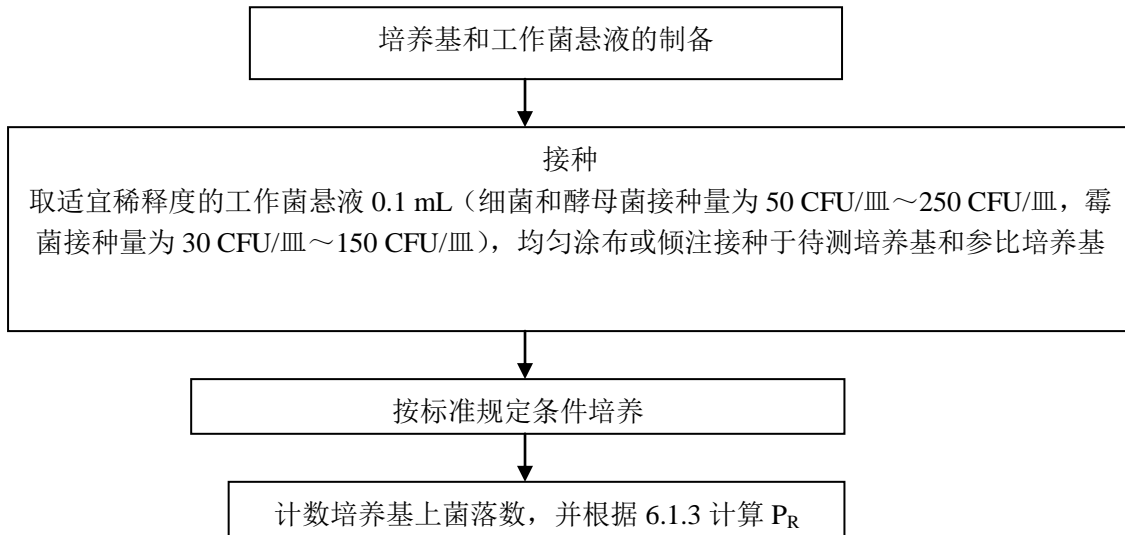 培养基和工作菌悬液的制备
接种
取适宜稀释度的工作菌悬液 0.1 mL（细菌和酵母菌接种量为 50 CFU/皿～250 CFU/皿，霉
菌接种量为 30 CFU/皿～150 CFU/皿），均匀涂布或倾注接种于待测培养基和参比培养基
按标准规定条件培养
计数培养基上菌落数，并根据 6.1.3 计算 PR